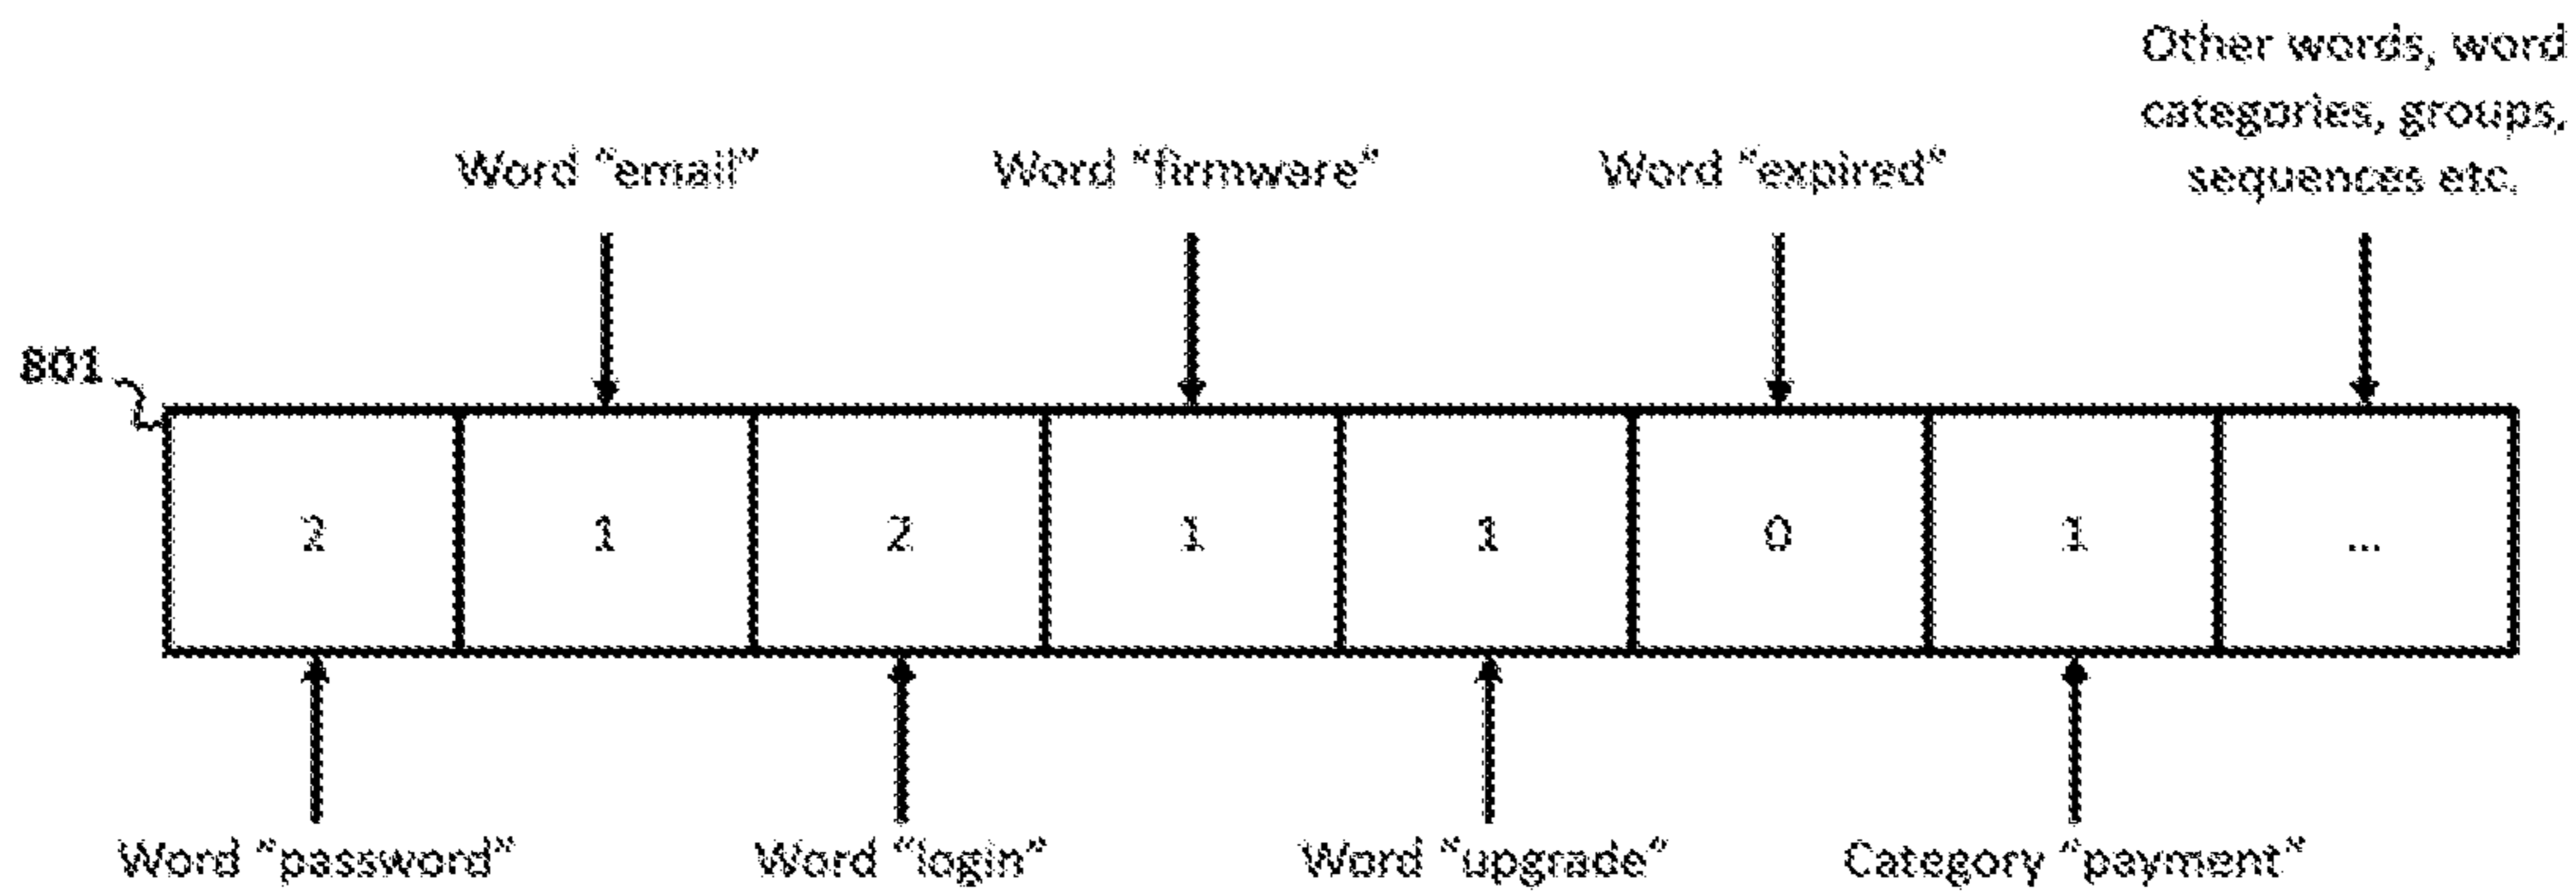 Other words, word
categories, groups,
sequences etc.
Word "email"
Word "firmware"
Word "expired"
801
2
1
2
1
1
0
1
...
Word "password"
Word "login"
Word "upgrade"
Category "payment"